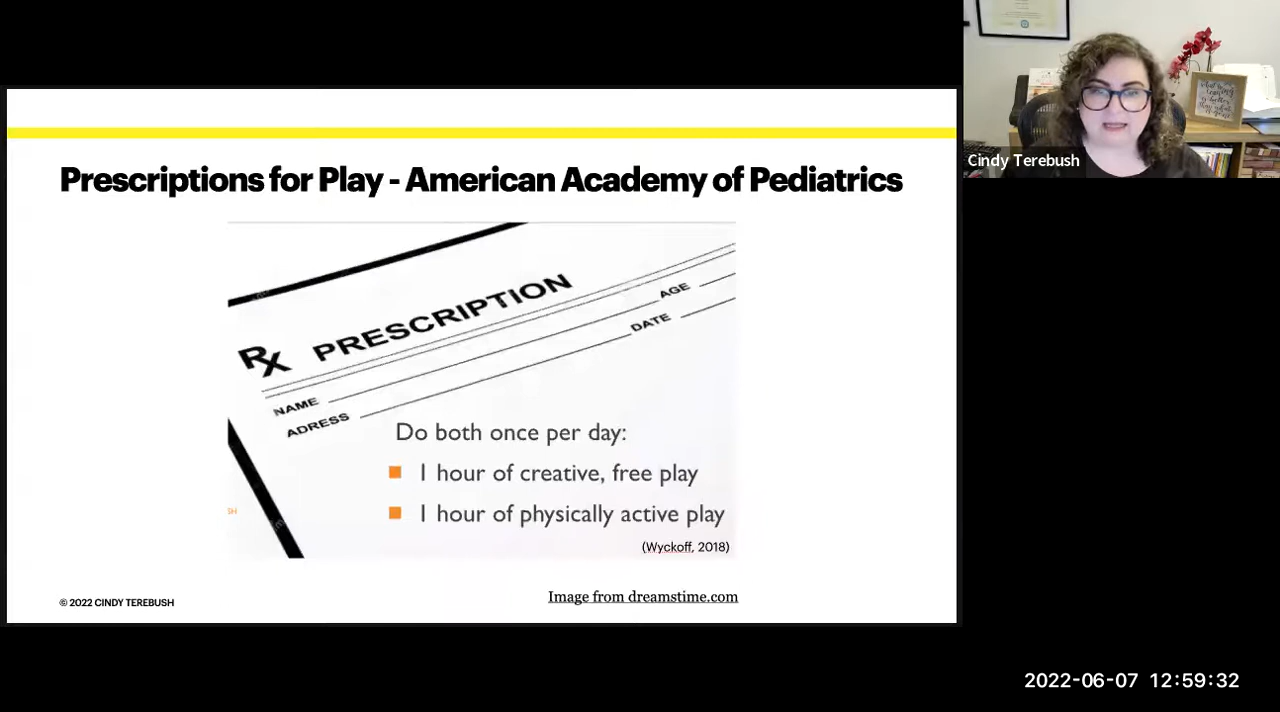 Cindy Terebush
Prescriptions for Play - American Academy of Pediatrics
Rx PRESCRIPTION
AGE
DATE
NAME
ADRESS
Do both once per day:
1 hour of creative, free play
1 hour of physically active play
(Wyckoff, 2018)
SH
© 2022 CINDY TEREBUSH
Image from dreamstime.com
2022-06-07 12:59:32